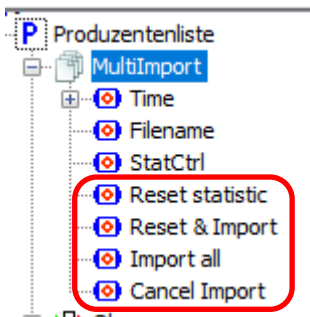 P Produzentenliste
MultiImport
Time
Filename
StatCtrl
Reset statistic
Reset & Import
Import all
Cancel Import